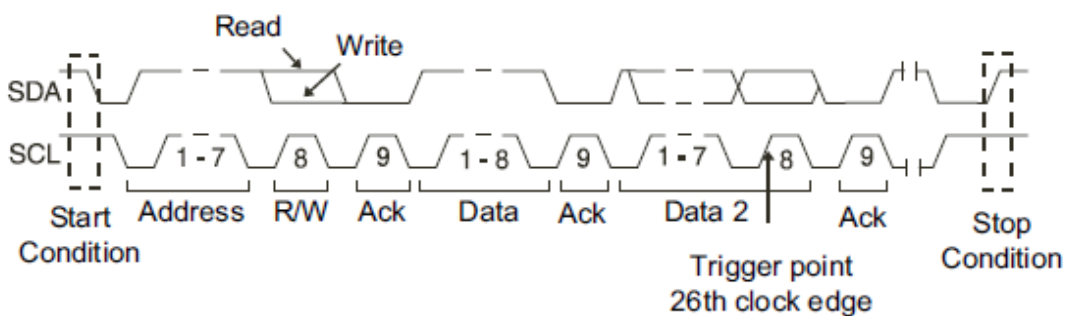 Read
Write
SDA
SCL
1 - 7
8
9
1 - 8
9
1 - 7
8
9
Start
Condition
Address
R/W
Ack
Data
Ack
Data 2
Ack
Stop
Condition
Trigger point
26th clock edge